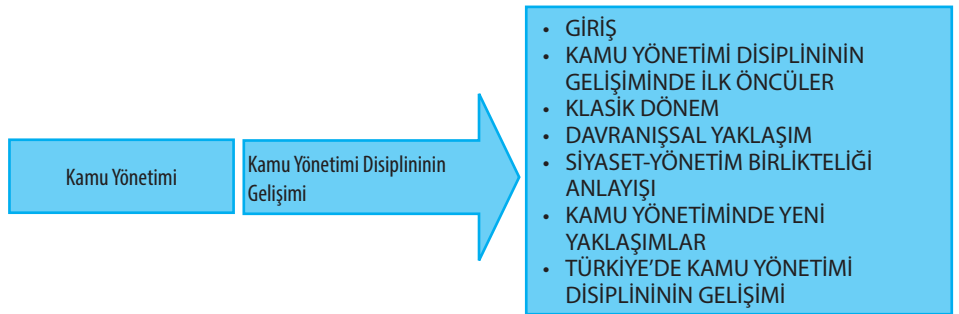 Kamu Yönetimi
Kamu Yönetimi Disiplininin
Gelişimi
• GİRİŞ
• KAMU YÖNETİMİ DİSİPLİNİNİN
GELİŞİMİNDE İLK ÖNCÜLER
• KLASİK DÖNEM
• DAVRANIŞSAL YAKLAŞIM
• SİYASET-YÖNETİM BİRLİKTELİĞİ
ANLAYIŞI
• KAMU YÖNETİMİNDE YENİ
YAKLAŞIMLAR
• TÜRKİYE’DE KAMU YÖNETİMİ
DİSİPLİNİNİN GELİŞİMİ